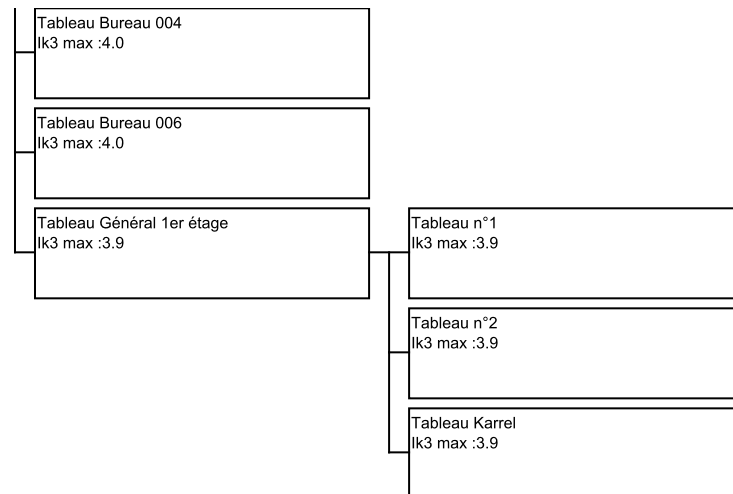 Tableau Bureau 004
Ik3 max :4.0
Tableau Bureau 006
Ik3 max :4.0
Tableau Général 1er étage
Ik3 max :3.9
Tableau n°1
Ik3 max :3.9
Tableau n°2
Ik3 max :3.9
Tableau Karrel
Ik3 max :3.9